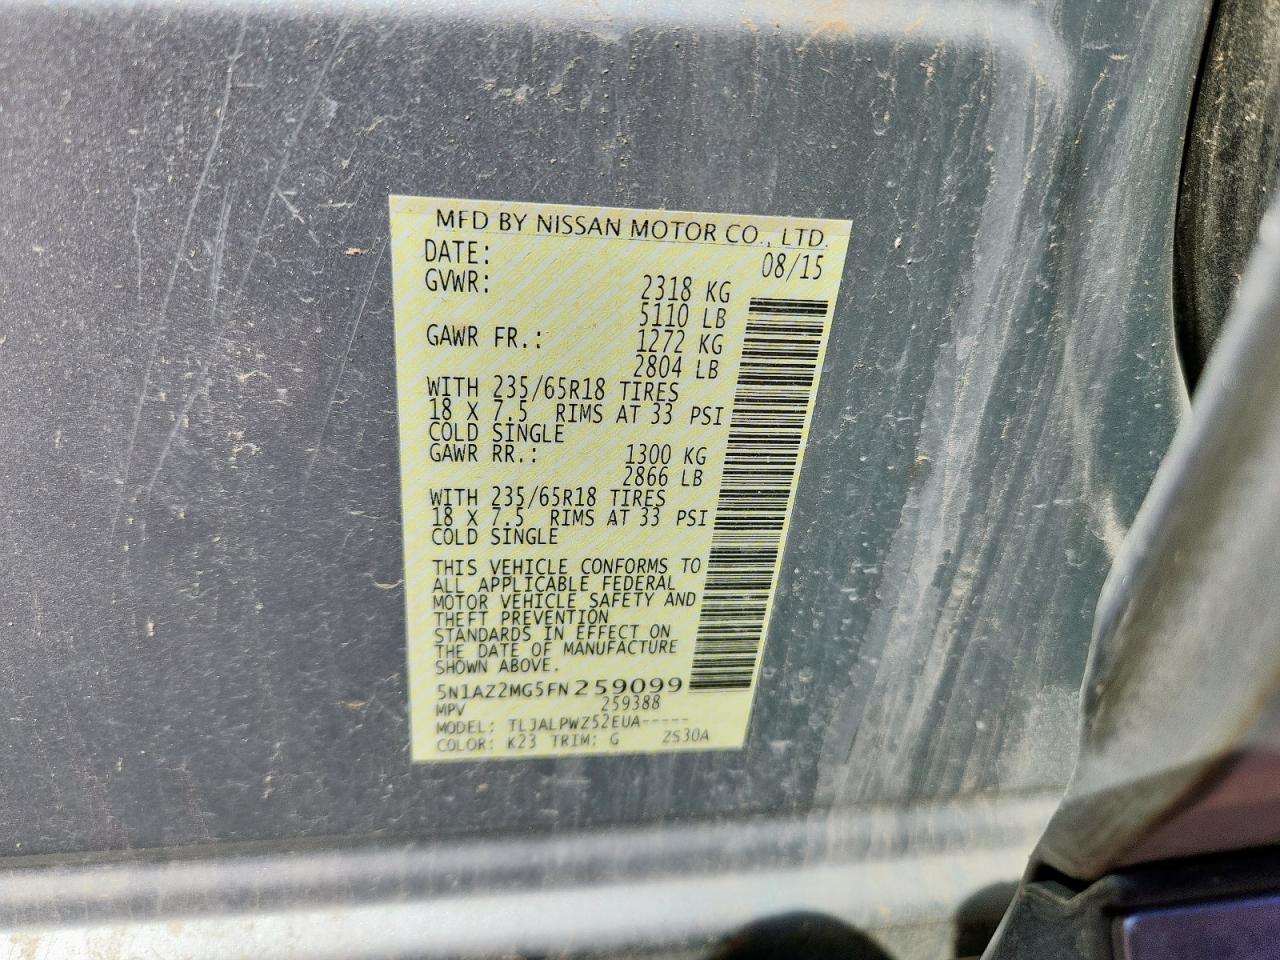 MFD BY NISSAN MOTOR CO., LTD.
DATE: 08/15
GVWR: 2318 KG
5110 LB
GAWR FR.: 1272 KG
2804 LB
WITH 235/65R18 TIRES
18 X 7.5 RIMS AT 33 PSI
COLD SINGLE
GAWR RR.: 1300 KG
2866 LB
WITH 235/65R18 TIRES
18 X 7.5 RIMS AT 33 PSI
COLD SINGLE
THIS VEHICLE CONFORMS TO
ALL APPLICABLE FEDERAL
MOTOR VEHICLE SAFETY AND
THEFT PREVENTION
STANDARDS IN EFFECT ON
THE DATE OF MANUFACTURE
SHOWN ABOVE.
5N1AZ2MG5FN259099
MPV 259388
MODEL: TLJALPWZ52EUA-----
COLOR: K23 TRIM: G ZS30A